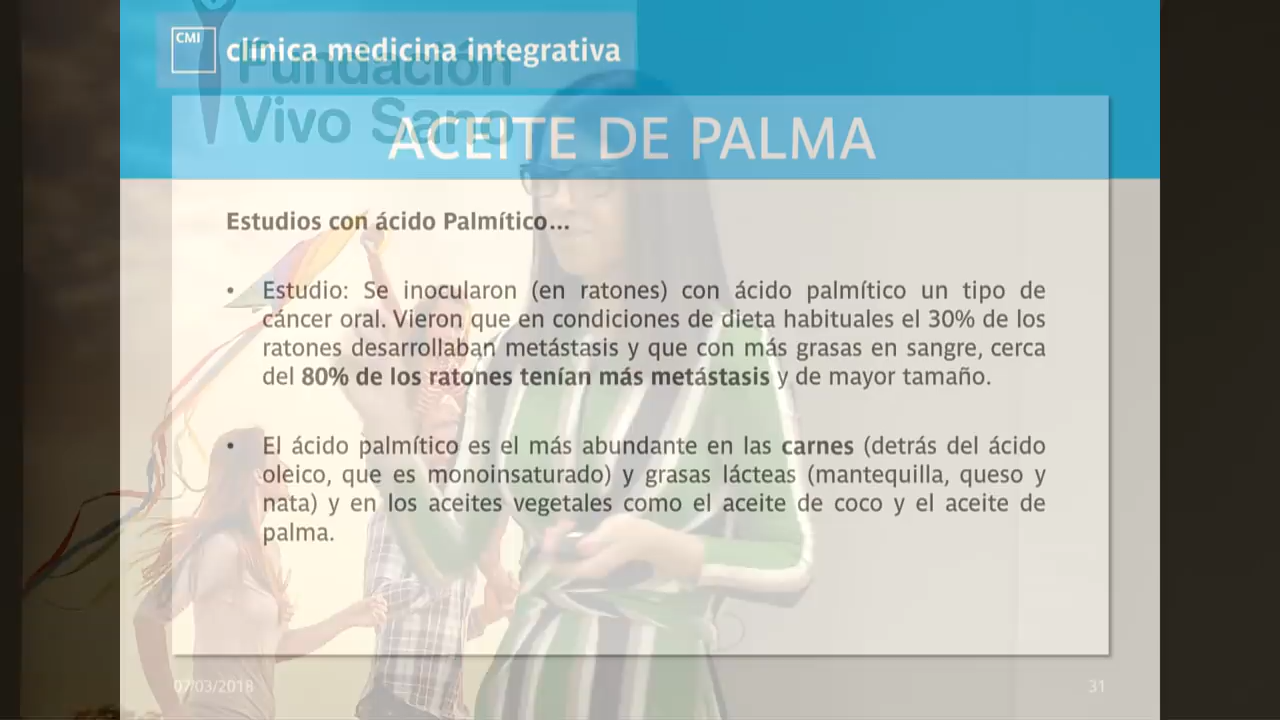 CMI
clínica medicina integrativa
Fundación
Vivo Sano
ACEITE DE PALMA
Estudios con ácido Palmítico...
• Estudio: Se inocularon (en ratones) con ácido palmítico un tipo de
cáncer oral. Vieron que en condiciones de dieta habituales el 30% de los
ratones desarrollaban metástasis y que con más grasas en sangre, cerca
del 80% de los ratones tenían más metástasis y de mayor tamaño.
• El ácido palmítico es el más abundante en las carnes (detrás del ácido
oleico, que es monoinsaturado) y grasas lácteas (mantequilla, queso y
nata) y en los aceites vegetales como el aceite de coco y el aceite de
palma.
07/03/2018
31